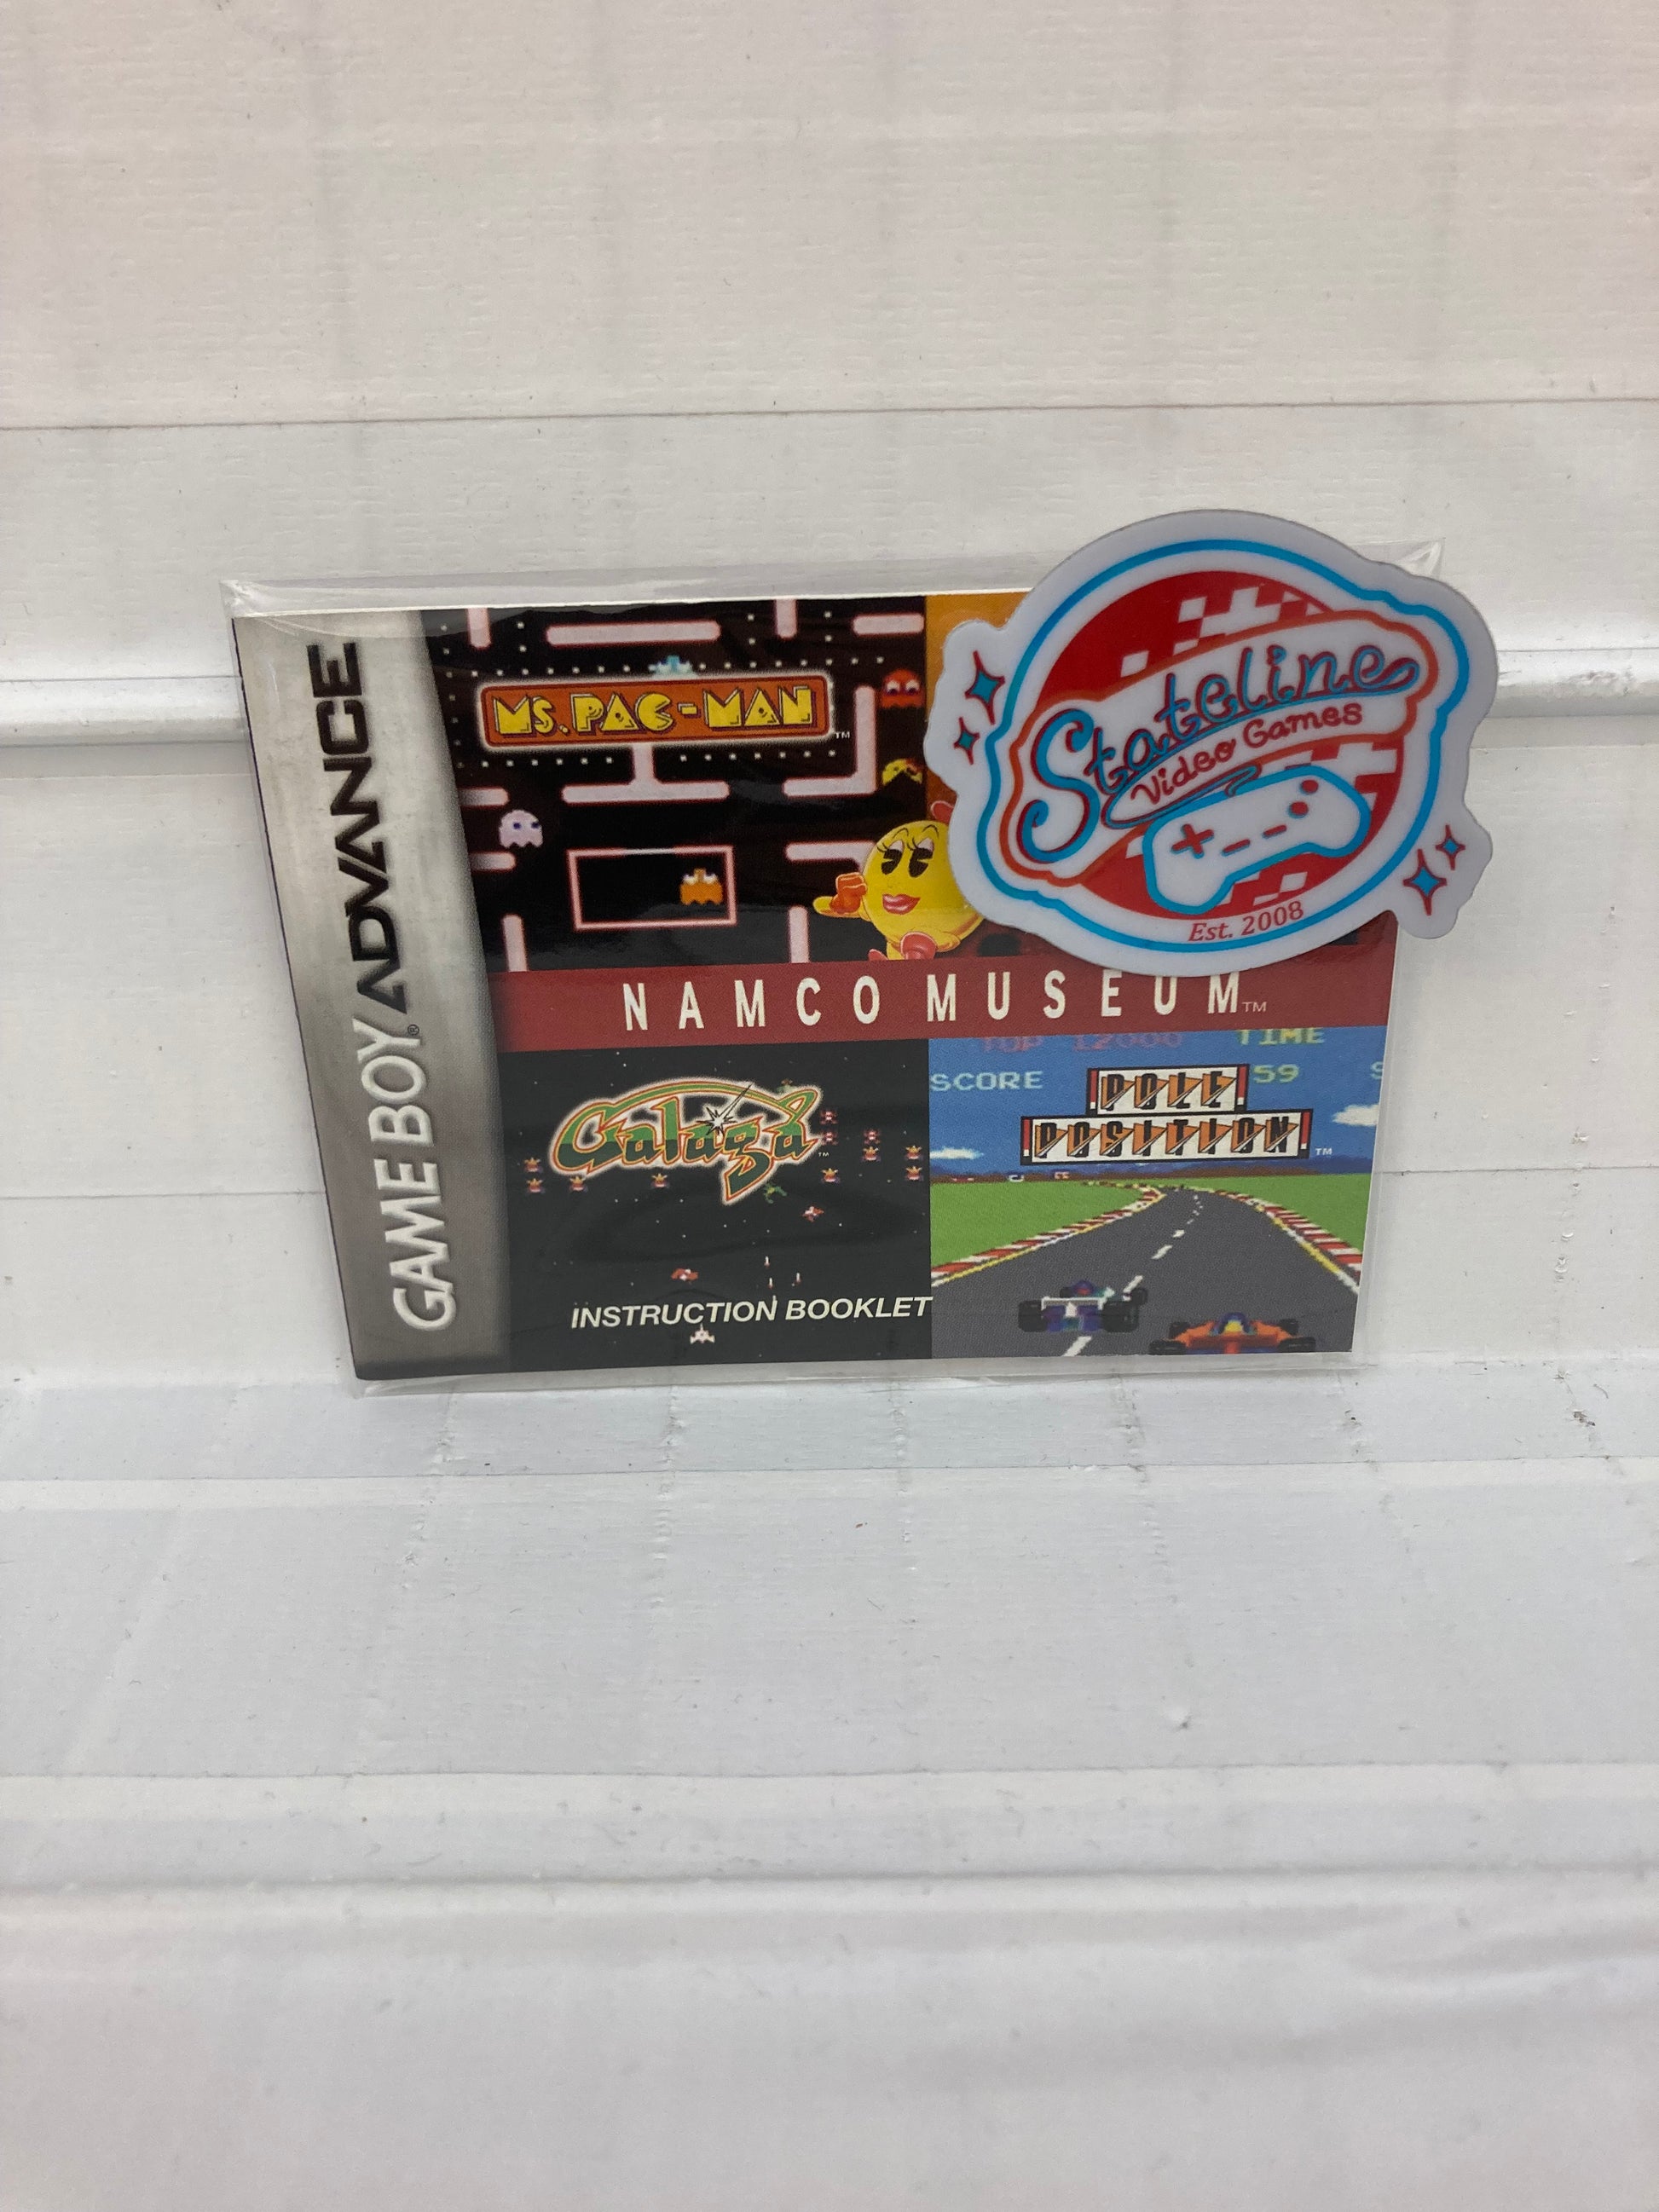 GAME BOY ADVANCE
®
MS. PAC-MAN
TM
Stateline
Video Games
Est. 2008
NAMCO MUSEUM TM
Galaga
TM
TOP 12000 TIME
SCORE 59 S
POLE
POSITION
TM
INSTRUCTION BOOKLET